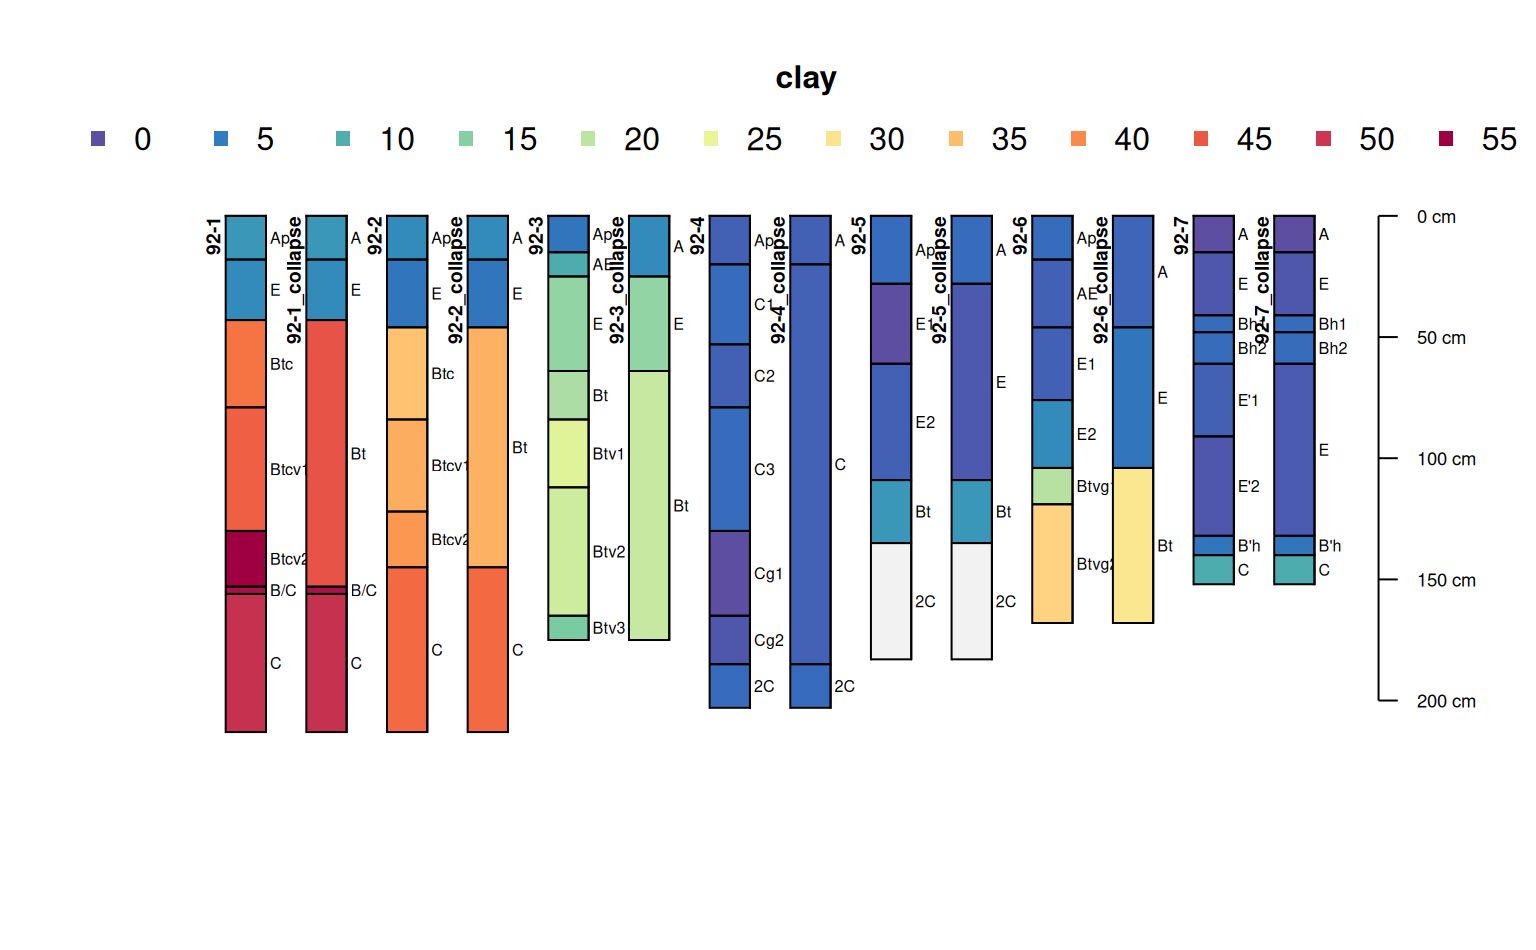 clay
0 5 10 15 20 25 30 35 40 45 50 55
92-1
Ap
E
Btc
Btcv1
Btcv2
B/C
C
92-1_collapse
A
E
Bt
B/C
C
92-2
Ap
E
Btc
Btcv1
Btcv2
C
92-2_collapse
A
E
Bt
C
92-3
Ap
AE
E
Bt
Btv1
Btv2
Btv3
92-3_collapse
A
E
Bt
92-4
Ap
C1
C2
C3
Cg1
Cg2
2C
92-4_collapse
A
C
2C
92-5
Ap
E1
E2
Bt
2C
92-5_collapse
A
E
Bt
2C
92-6
Ap
AE
E1
E2
Btvg1
Btvg2
92-6_collapse
A
E
Bt
92-7
A
E
Bh1
Bh2
E'1
E'2
B'h
C
92-7_collapse
A
E
Bh1
Bh2
E
B'h
C
0 cm
50 cm
100 cm
150 cm
200 cm